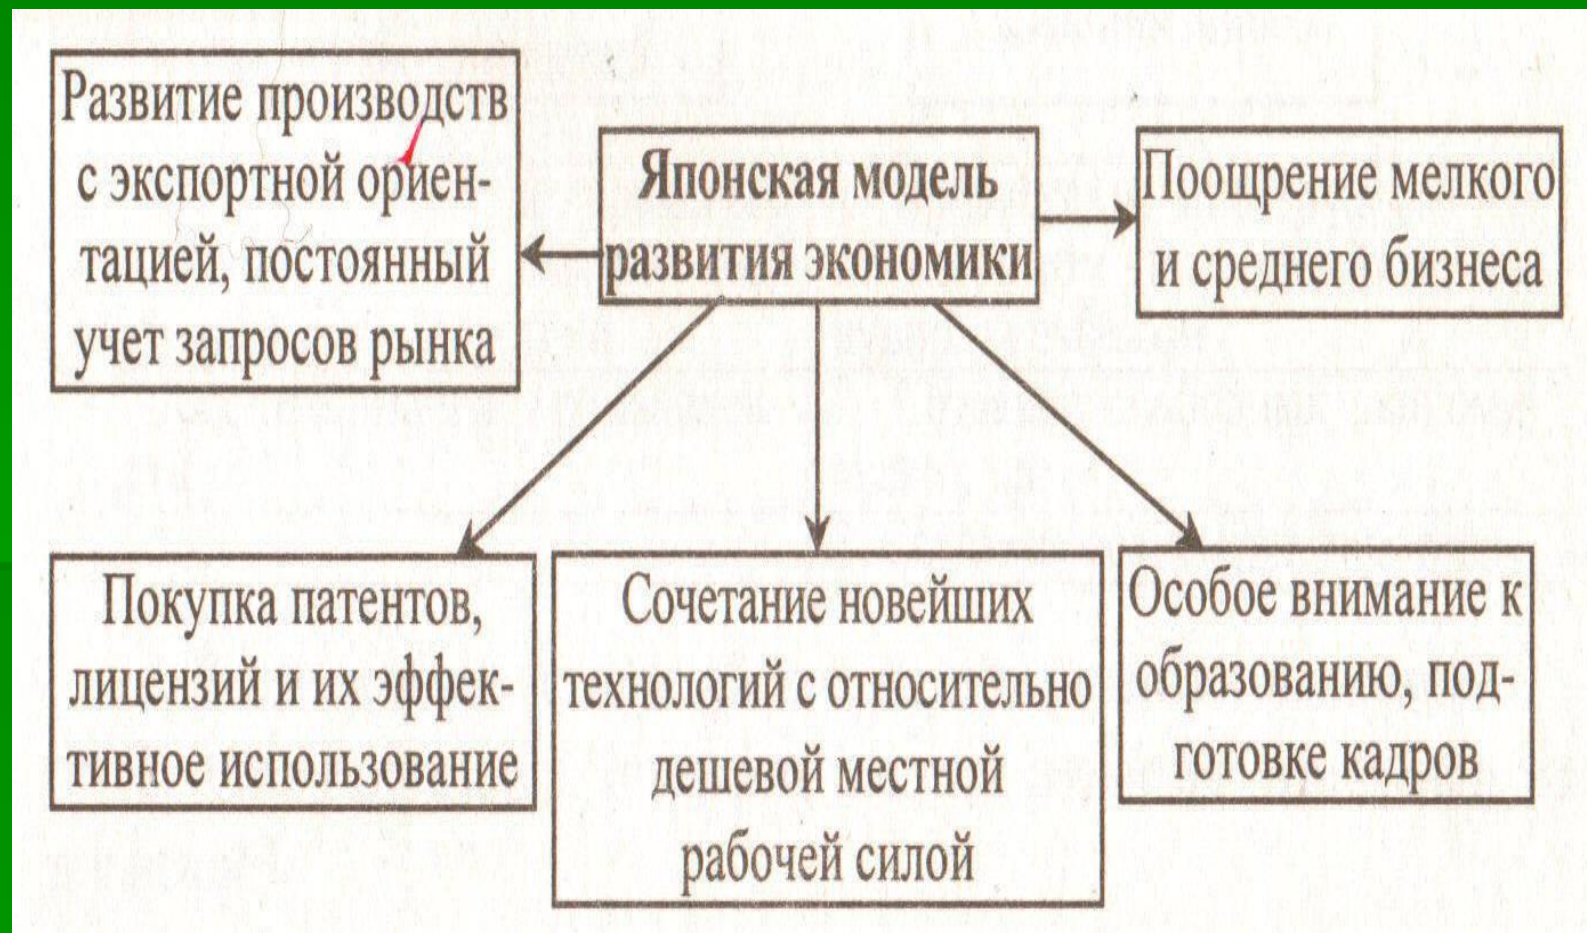 Развитие производств
с экспортной ориен-
тацией, постоянный
учет запросов рынка
Японская модель
развития экономики
Поощрение мелкого
и среднего бизнеса
Покупка патентов,
лицензий и их эффек-
тивное использование
Сочетание новейших
технологий с относительно
дешевой местной
рабочей силой
Особое внимание к
образованию, под-
готовке кадров